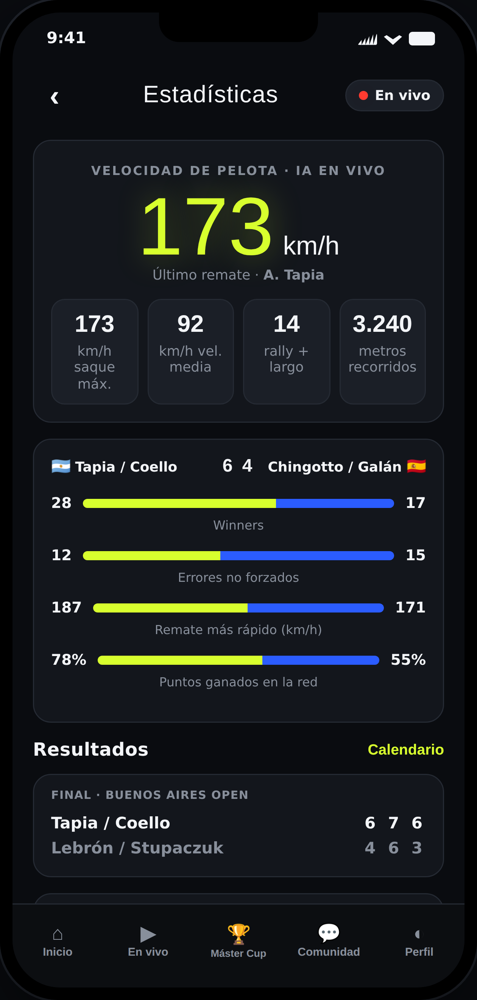 9:41
‹ Estadísticas En vivo
VELOCIDAD DE PELOTA · IA EN VIVO
173 km/h
Último remate · A. Tapia
173
km/h
saque
máx.
92
km/h vel.
media
14
rally +
largo
3.240
metros
recorridos
Tapia / Coello 6 4 Chingotto / Galán
28 17
Winners
12 15
Errores no forzados
187 171
Remate más rápido (km/h)
78% 55%
Puntos ganados en la red
Resultados Calendario
FINAL · BUENOS AIRES OPEN
Tapia / Coello 6 7 6
Lebrón / Stupaczuk 4 6 3
Inicio En vivo Máster Cup Comunidad Perfil